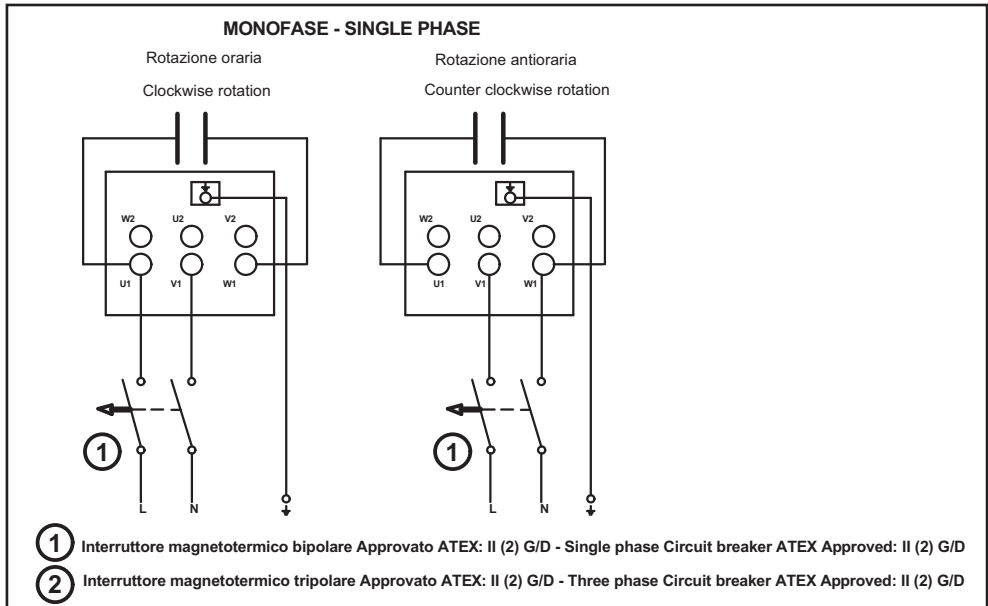 MONOFASE - SINGLE PHASE
Rotazione oraria
Rotazione antioraria
Clockwise rotation
Counter clockwise rotation
W2 U2 V2
W2 U2 V2
U1 V1 W1
U1 V1 W1
1
1
L N
L N
1 Interruttore magnetotermico bipolare Approvato ATEX: II (2) G/D - Single phase Circuit breaker ATEX Approved: II (2) G/D
2 Interruttore magnetotermico tripolare Approvato ATEX: II (2) G/D - Three phase Circuit breaker ATEX Approved: II (2) G/D